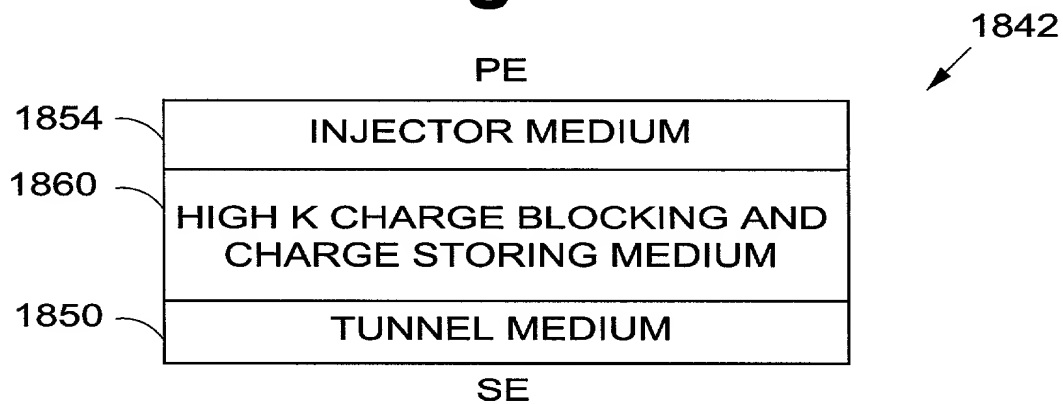 1842
PE
1854
INJECTOR MEDIUM
1860
HIGH K CHARGE BLOCKING AND
CHARGE STORING MEDIUM
1850
TUNNEL MEDIUM
SE